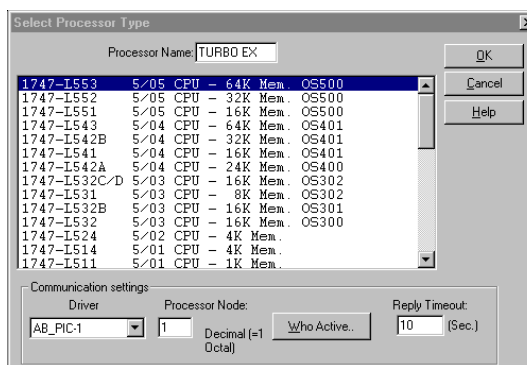 Select Processor Type
Processor Name: TURBO EX
OK
Cancel
Help
1747-L553 5/05 CPU - 64K Mem. OS500
1747-L552 5/05 CPU - 32K Mem. OS500
1747-L551 5/05 CPU - 16K Mem. OS500
1747-L543 5/04 CPU - 64K Mem. OS401
1747-L542B 5/04 CPU - 32K Mem. OS401
1747-L541 5/04 CPU - 16K Mem. OS401
1747-L542A 5/04 CPU - 24K Mem. OS400
1747-L532C/D 5/03 CPU - 16K Mem. OS302
1747-L531 5/03 CPU - 8K Mem. OS302
1747-L532B 5/03 CPU - 16K Mem. OS301
1747-L532 5/03 CPU - 16K Mem. OS300
1747-L524 5/02 CPU - 4K Mem.
1747-L514 5/01 CPU - 4K Mem.
1747-L511 5/01 CPU - 1K Mem.
Communication settings
Driver Processor Node: Reply Timeout:
AB_PIC-1 1 Decimal (=1 Octal) Who Active.. 10 (Sec.)